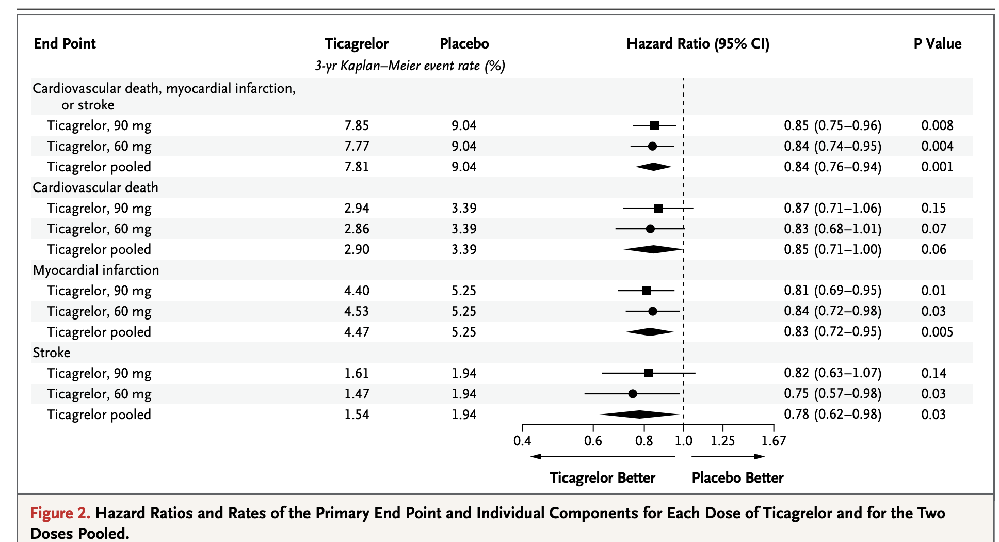 End Point Ticagrelor Placebo Hazard Ratio (95% CI) P Value
3-yr Kaplan–Meier event rate (%)
Cardiovascular death, myocardial infarction,
or stroke
Ticagrelor, 90 mg 7.85 9.04 0.85 (0.75–0.96) 0.008
Ticagrelor, 60 mg 7.77 9.04 0.84 (0.74–0.95) 0.004
Ticagrelor pooled 7.81 9.04 0.84 (0.76–0.94) 0.001
Cardiovascular death
Ticagrelor, 90 mg 2.94 3.39 0.87 (0.71–1.06) 0.15
Ticagrelor, 60 mg 2.86 3.39 0.83 (0.68–1.01) 0.07
Ticagrelor pooled 2.90 3.39 0.85 (0.71–1.00) 0.06
Myocardial infarction
Ticagrelor, 90 mg 4.40 5.25 0.81 (0.69–0.95) 0.01
Ticagrelor, 60 mg 4.53 5.25 0.84 (0.72–0.98) 0.03
Ticagrelor pooled 4.47 5.25 0.83 (0.72–0.95) 0.005
Stroke
Ticagrelor, 90 mg 1.61 1.94 0.82 (0.63–1.07) 0.14
Ticagrelor, 60 mg 1.47 1.94 0.75 (0.57–0.98) 0.03
Ticagrelor pooled 1.54 1.94 0.78 (0.62–0.98) 0.03
0.4 0.6 0.8 1.0 1.25 1.67
Ticagrelor Better Placebo Better
Figure 2. Hazard Ratios and Rates of the Primary End Point and Individual Components for Each Dose of Ticagrelor and for the Two
Doses Pooled.